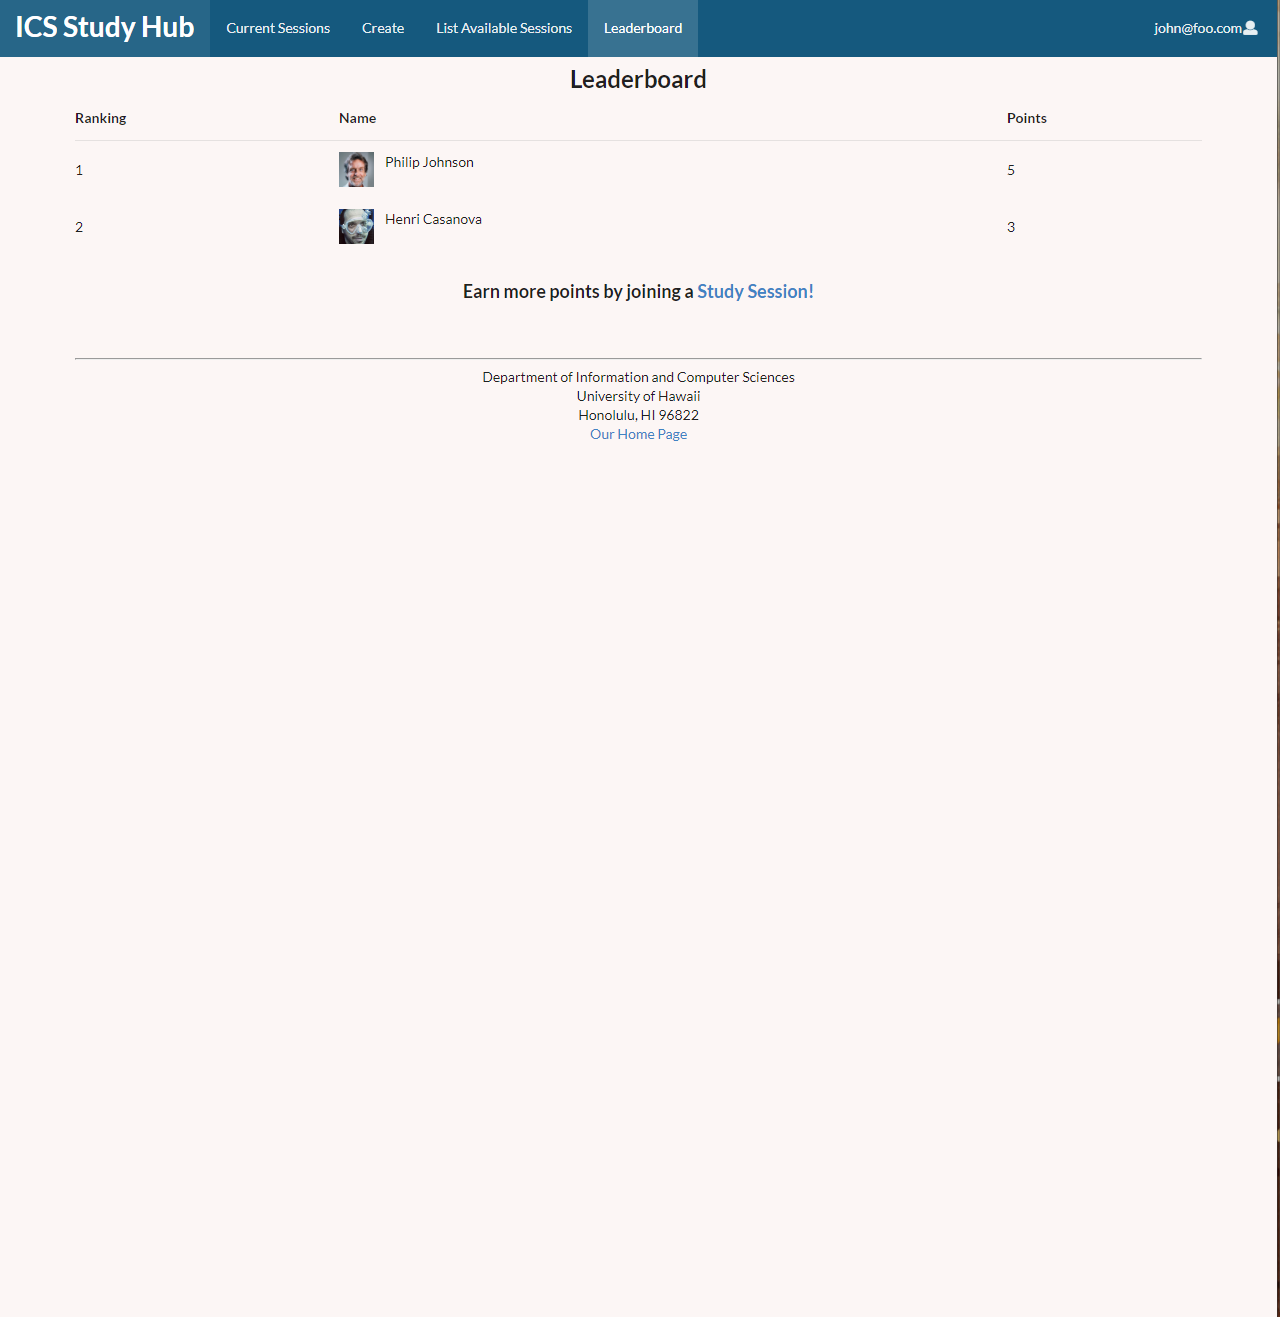 ICS Study Hub Current Sessions Create List Available Sessions Leaderboard john@foo.com
Leaderboard
Ranking Name Points
1 Philip Johnson 5
2 Henri Casanova 3
Earn more points by joining a Study Session!
Department of Information and Computer Sciences
University of Hawaii
Honolulu, HI 96822
Our Home Page